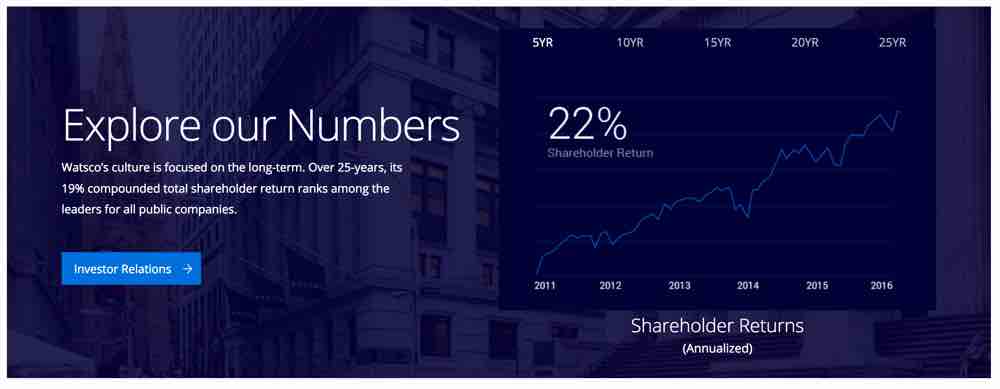 Explore our Numbers
Watsco's culture is focused on the long-term. Over 25-years, its
19% compounded total shareholder return ranks among the
leaders for all public companies.
Investor Relations
5YR 10YR 15YR 20YR 25YR
22%
Shareholder Return
2011 2012 2013 2014 2015 2016
Shareholder Returns
(Annualized)